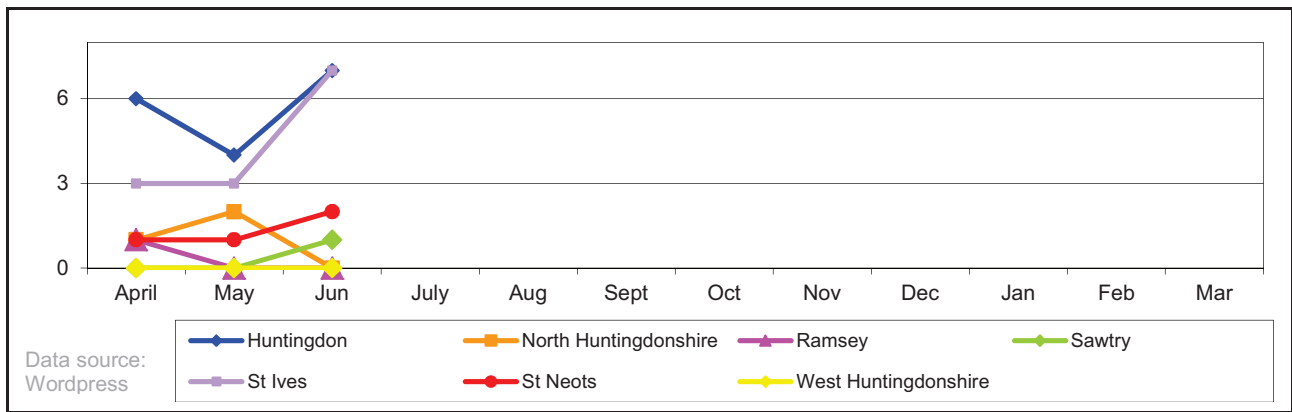 6
3
0
April May Jun July Aug Sept Oct Nov Dec Jan Feb Mar
Huntingdon North Huntingdonshire Ramsey Sawtry
St Ives St Neots West Huntingdonshire
Data source:
Wordpress